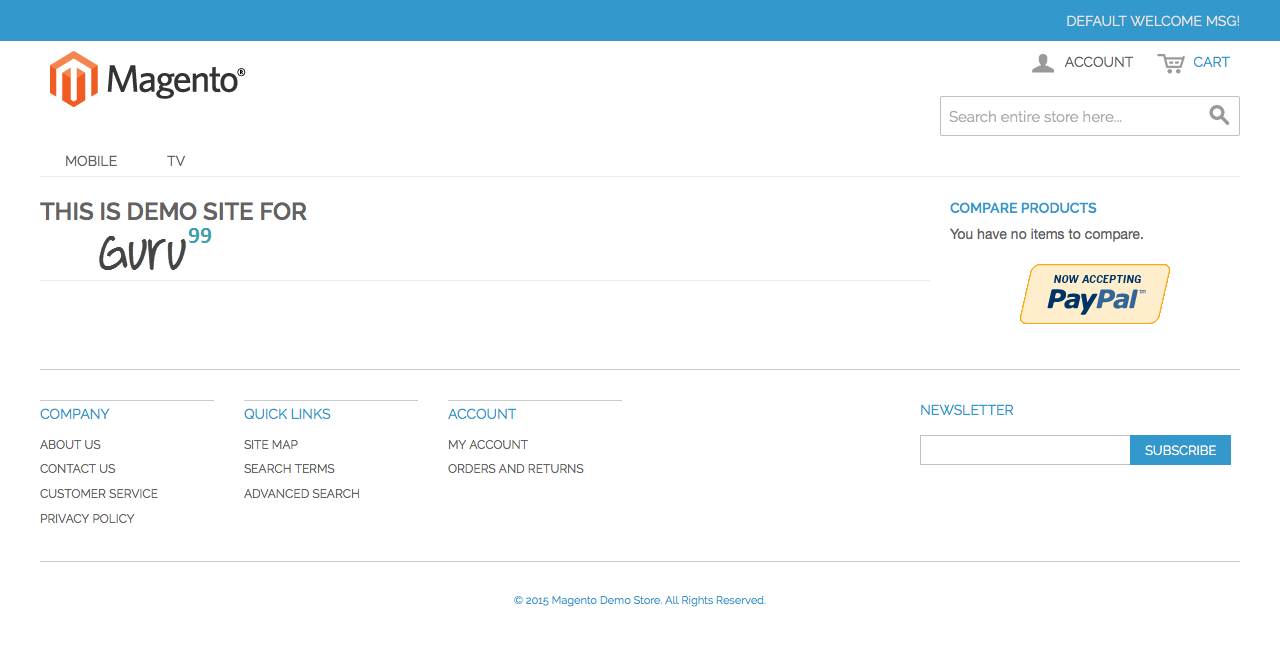 DEFAULT WELCOME MSG!
Magento®
ACCOUNT
CART
Search entire store here...
MOBILE
TV
THIS IS DEMO SITE FOR
Guru99
COMPARE PRODUCTS
You have no items to compare.
NOW ACCEPTING
PayPal™
COMPANY
ABOUT US
CONTACT US
CUSTOMER SERVICE
PRIVACY POLICY
QUICK LINKS
SITE MAP
SEARCH TERMS
ADVANCED SEARCH
ACCOUNT
MY ACCOUNT
ORDERS AND RETURNS
NEWSLETTER
SUBSCRIBE
© 2015 Magento Demo Store. All Rights Reserved.